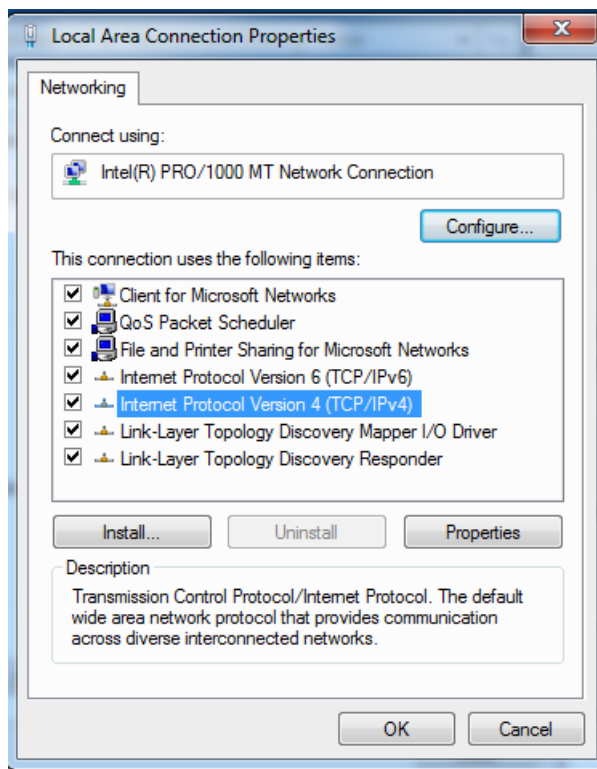 Local Area Connection Properties
Networking
Connect using:
Intel(R) PRO/1000 MT Network Connection
Configure...
This connection uses the following items:
Client for Microsoft Networks
QoS Packet Scheduler
File and Printer Sharing for Microsoft Networks
Internet Protocol Version 6 (TCP/IPv6)
Internet Protocol Version 4 (TCP/IPv4)
Link-Layer Topology Discovery Mapper I/O Driver
Link-Layer Topology Discovery Responder
Install...
Uninstall
Properties
Description
Transmission Control Protocol/Internet Protocol. The default
wide area network protocol that provides communication
across diverse interconnected networks.
OK
Cancel